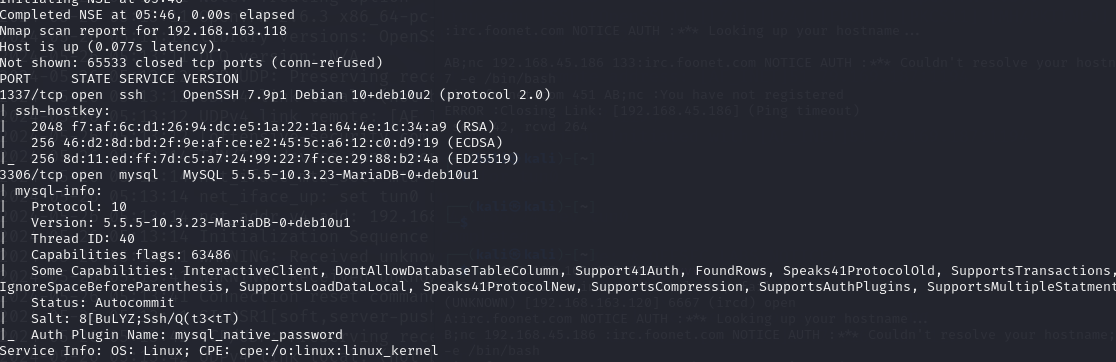 Initiating NSE at 05:46
Completed NSE at 05:46, 0.00s elapsed
Nmap scan report for 192.168.163.118
Host is up (0.077s latency).
Not shown: 65533 closed tcp ports (conn-refused)
PORT     STATE SERVICE VERSION
1337/tcp open  ssh     OpenSSH 7.9p1 Debian 10+deb10u2 (protocol 2.0)
| ssh-hostkey:
|   2048 f7:af:6c:d1:26:94:dc:e5:1a:22:1a:64:4e:1c:34:a9 (RSA)
|   256 46:d2:8d:bd:2f:9e:af:ce:e2:45:5c:a6:12:c0:d9:19 (ECDSA)
|_  256 8d:11:ed:ff:7d:c5:a7:24:99:22:7f:ce:29:88:b2:4a (ED25519)
3306/tcp open  mysql   MySQL 5.5.5-10.3.23-MariaDB-0+deb10u1
| mysql-info:
|   Protocol: 10
|   Version: 5.5.5-10.3.23-MariaDB-0+deb10u1
|   Thread ID: 40
|   Capabilities flags: 63486
|   Some Capabilities: InteractiveClient, DontAllowDatabaseTableColumn, Support41Auth, FoundRows, Speaks41ProtocolOld, SupportsTransactions,
IgnoreSpaceBeforeParenthesis, SupportsLoadDataLocal, Speaks41ProtocolNew, SupportsCompression, SupportsAuthPlugins, SupportsMultipleStatment
|   Status: Autocommit
|   Salt: 8[BuLYZ;Ssh/Q(t3<tT)
|_  Auth Plugin Name: mysql_native_password
Service Info: OS: Linux; CPE: cpe:/o:linux:linux_kernel